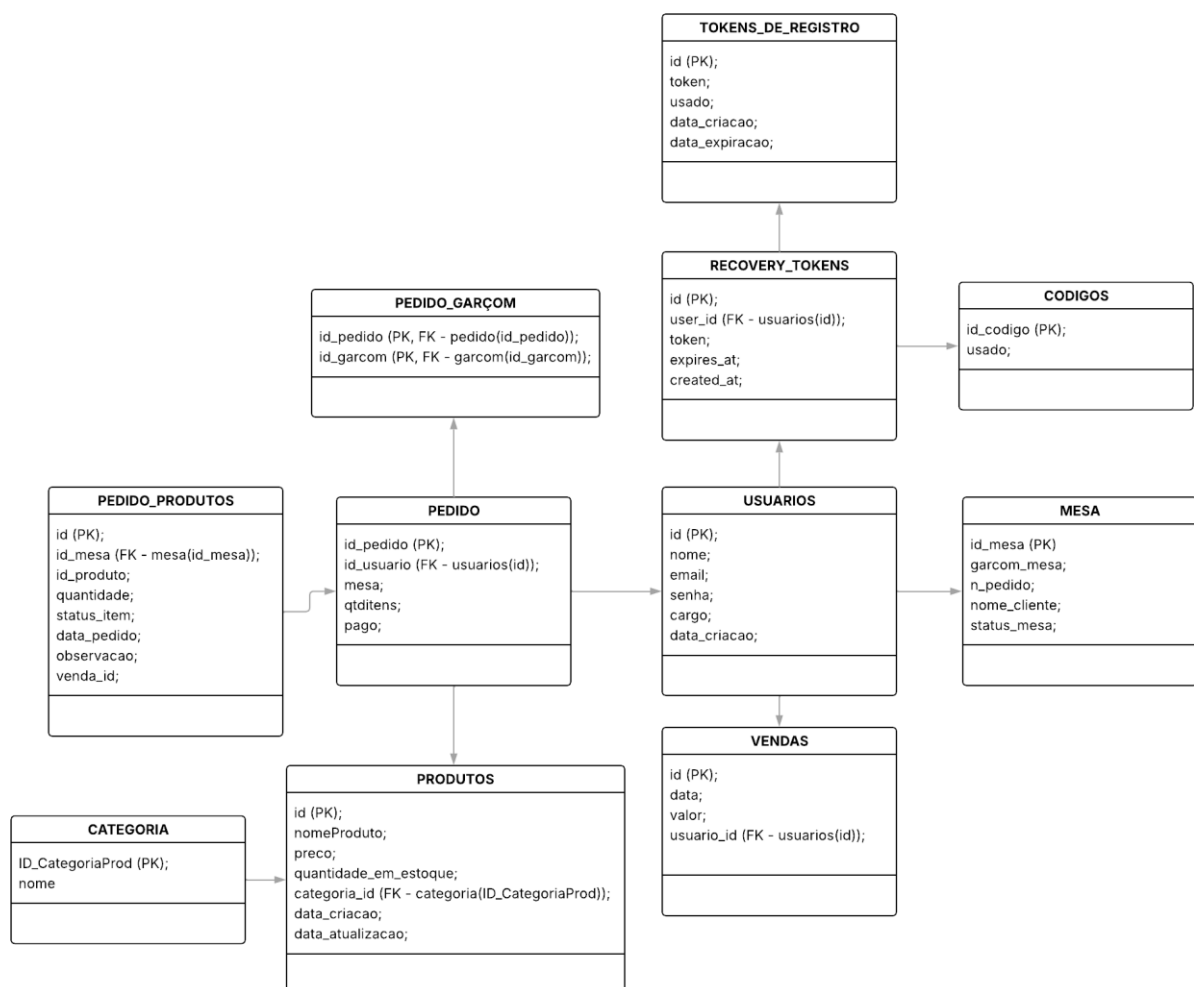 TOKENS_DE_REGISTRO
id (PK);
token;
usado;
data_criacao;
data_expiracao;
RECOVERY_TOKENS
id (PK);
user_id (FK - usuarios(id));
token;
expires_at;
created_at;
CODIGOS
id_codigo (PK);
usado;
PEDIDO_GARÇOM
id_pedido (PK, FK - pedido(id_pedido));
id_garcom (PK, FK - garcom(id_garcom));
PEDIDO_PRODUTOS
id (PK);
id_mesa (FK - mesa(id_mesa));
id_produto;
quantidade;
status_item;
data_pedido;
observacao;
venda_id;
PEDIDO
id_pedido (PK);
id_usuario (FK - usuarios(id));
mesa;
qtditens;
pago;
USUARIOS
id (PK);
nome;
email;
senha;
cargo;
data_criacao;
MESA
id_mesa (PK)
garcom_mesa;
n_pedido;
nome_cliente;
status_mesa;
VENDAS
id (PK);
data;
valor;
usuario_id (FK - usuarios(id));
PRODUTOS
id (PK);
nomeProduto;
preco;
quantidade_em_estoque;
categoria_id (FK - categoria(ID_CategoriaProd));
data_criacao;
data_atualizacao;
CATEGORIA
ID_CategoriaProd (PK);
nome